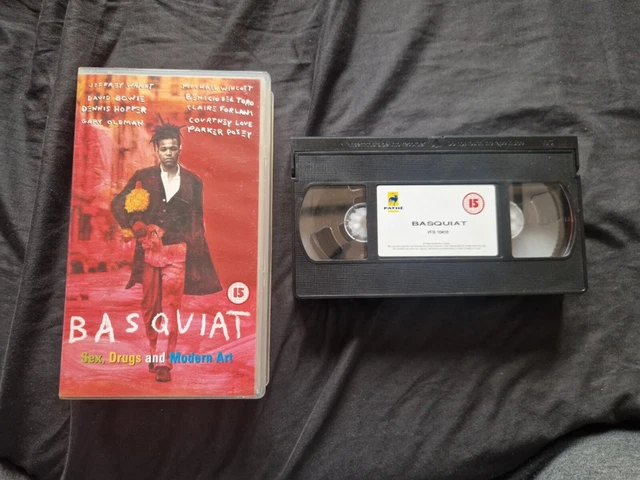 JEFFREY WRIGHT
DAVID BOWIE
DENNIS HOPPER
GARY OLDMAN
MICHAEL WINCOTT
BENICIO DEL TORO
CLAIRE FORLANI
COURTNEY LOVE
PARKER POSEY
15
BASQUIAT
Sex, Drugs and Modern Art
PATHÉ
15
BASQUIAT